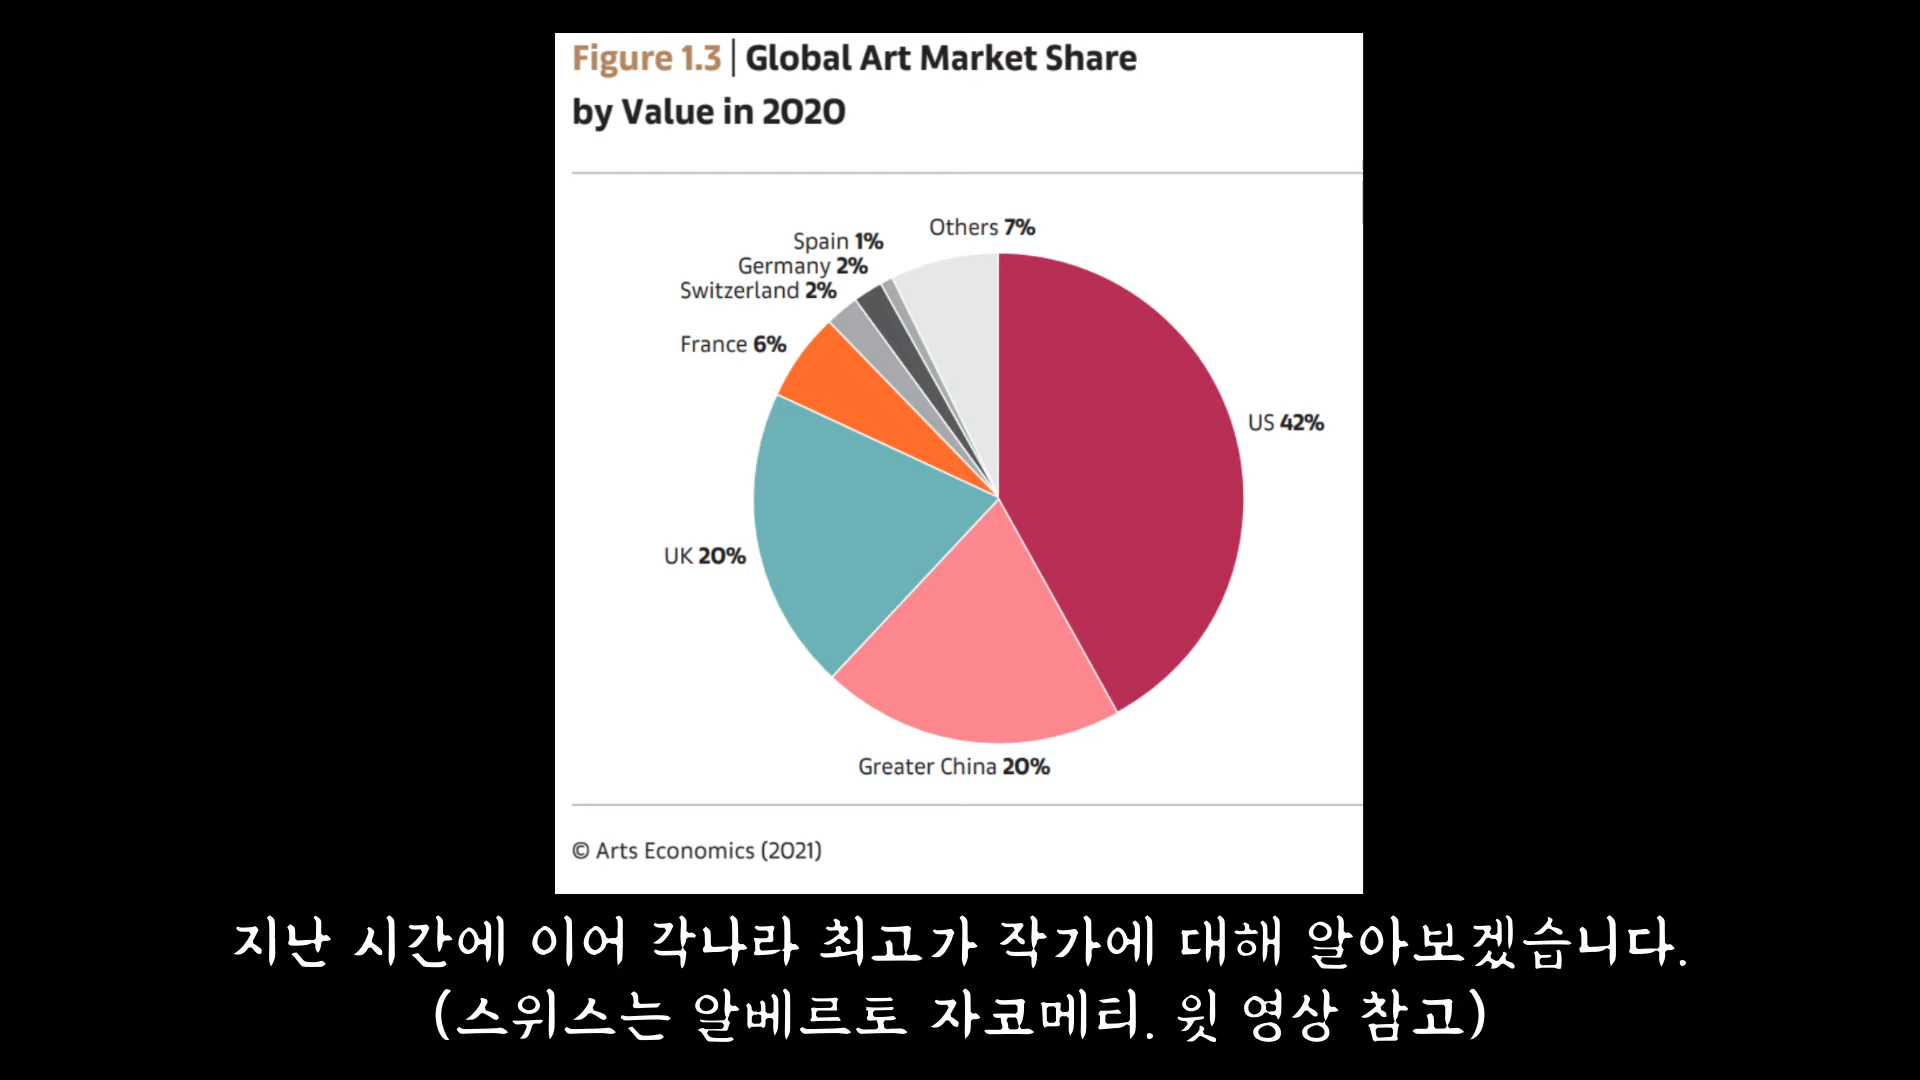 Figure 1.3 | Global Art Market Share
by Value in 2020
Others 7%
Spain 1%
Germany 2%
Switzerland 2%
France 6%
US 42%
UK 20%
Greater China 20%
© Arts Economics (2021)
지난 시간에 이어 각나라 최고가 작가에 대해 알아보겠습니다.
(스위스는 알베르토 자코메티. 윗 영상 참고)